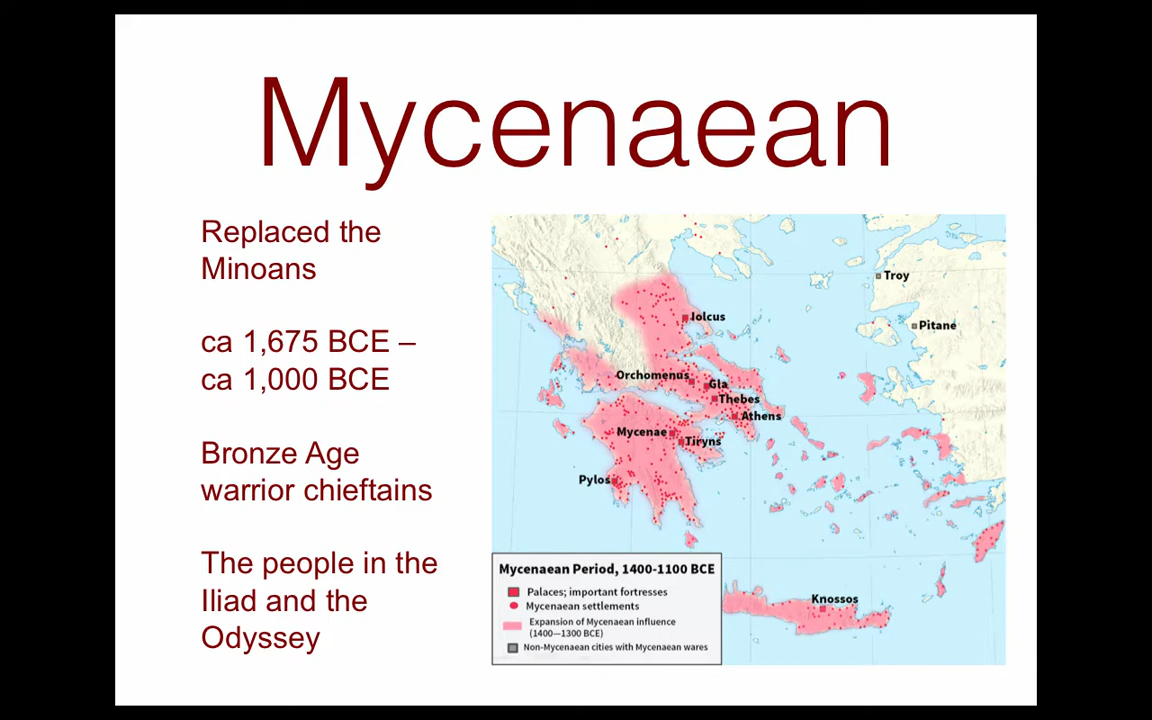 Mycenaean
Replaced the
Minoans
ca 1,675 BCE –
ca 1,000 BCE
Bronze Age
warrior chieftains
The people in the
Iliad and the
Odyssey
Troy
Iolcus
Pitane
Orchomenus
Gla
Thebes
Athens
Mycenae
Tiryns
Pylos
Knossos
Mycenaean Period, 1400-1100 BCE
Palaces; important fortresses
Mycenaean settlements
Expansion of Mycenaean influence
(1400—1300 BCE)
Non-Mycenaean cities with Mycenaean wares